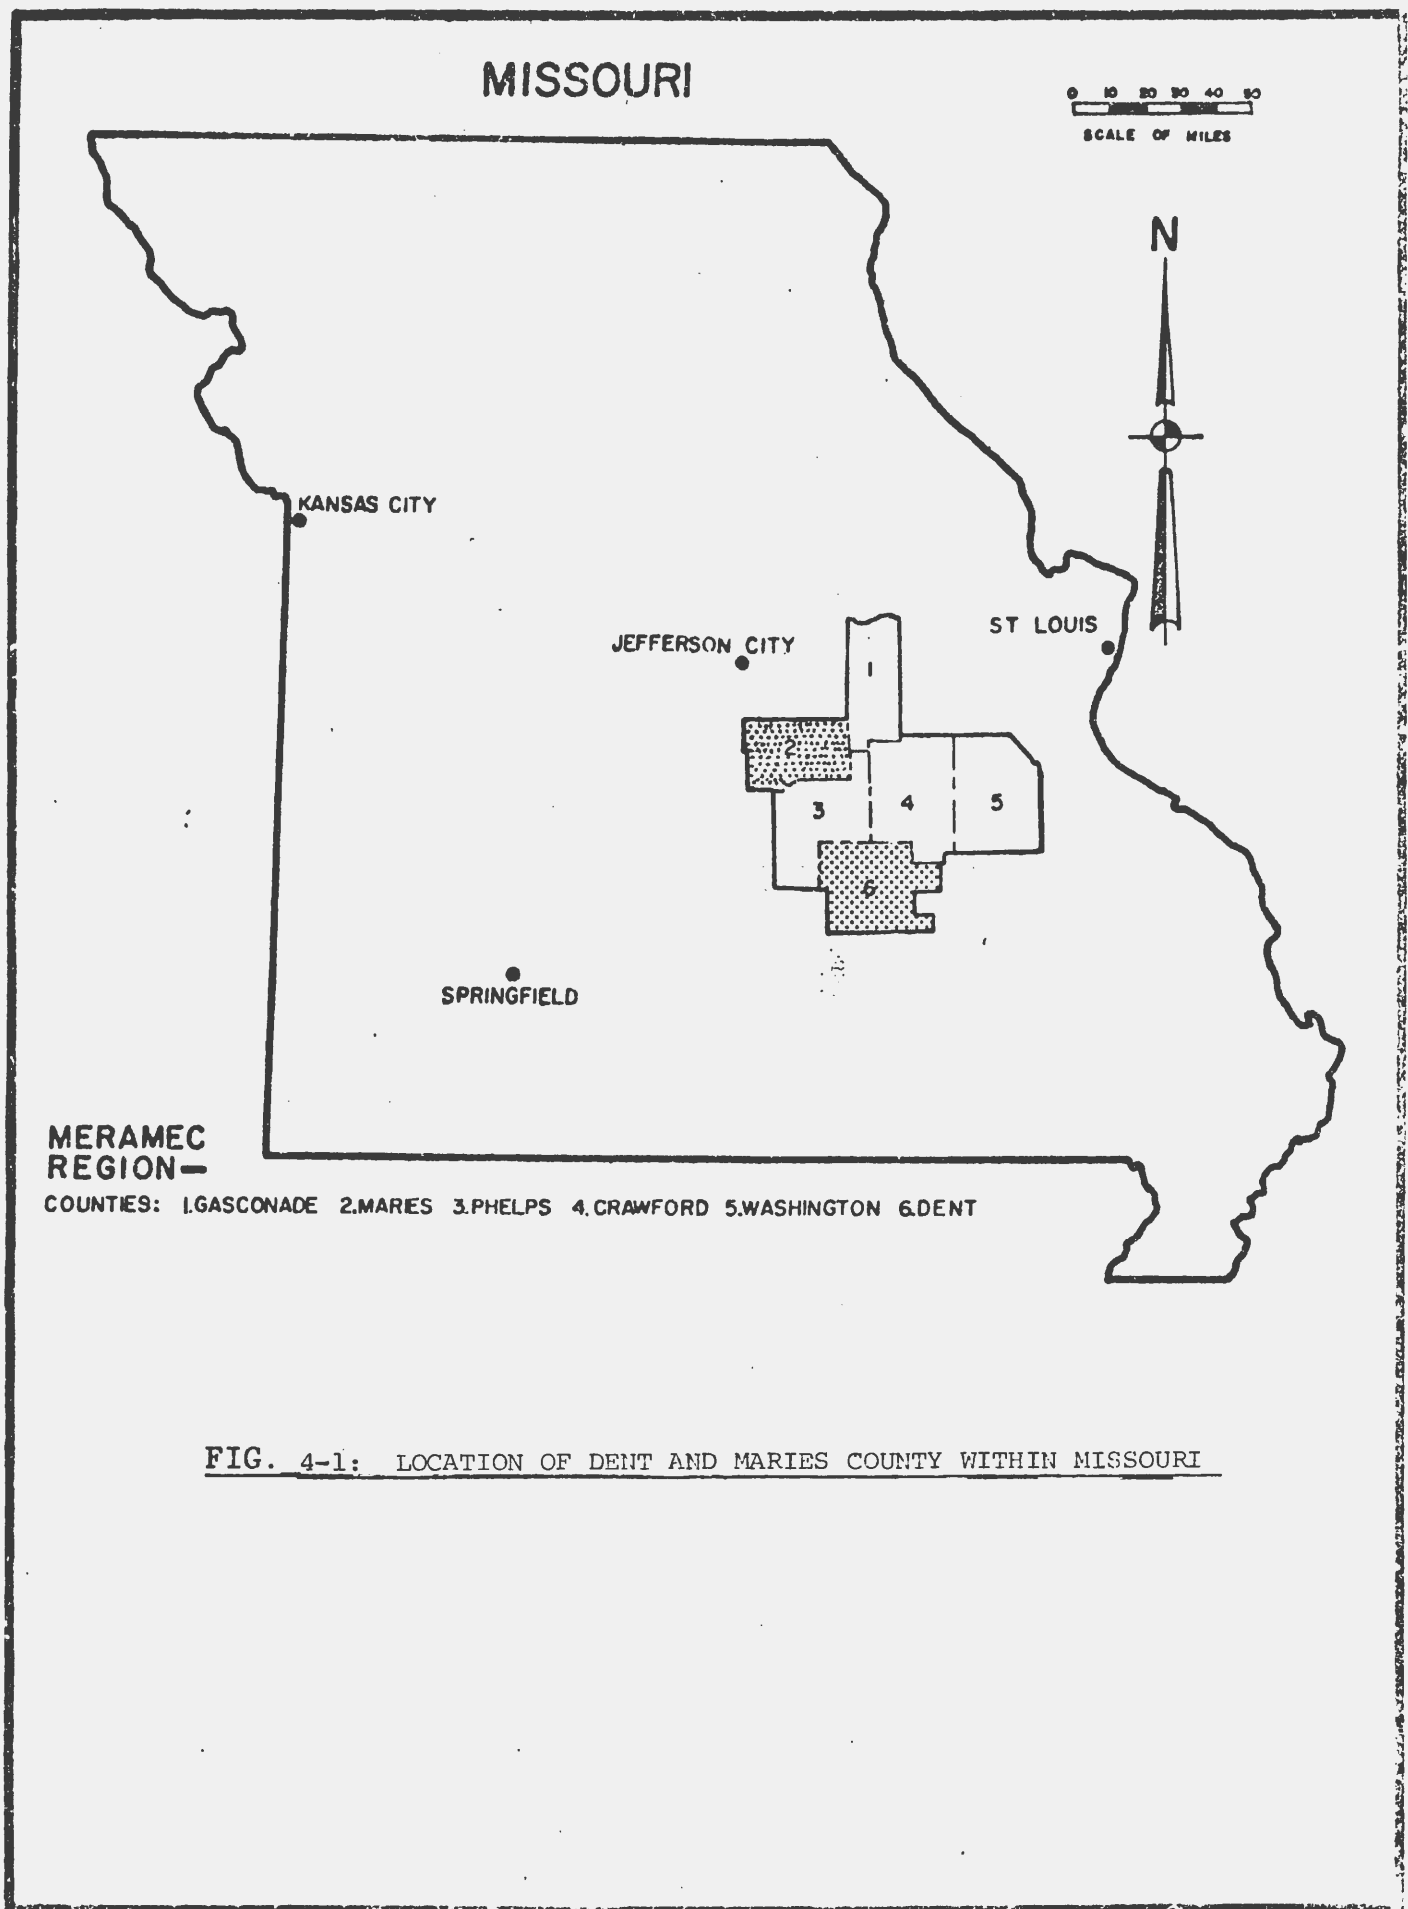 MISSOURI
0 10 20 30 40 50
SCALE OF MILES
N
KANSAS CITY
JEFFERSON CITY
ST LOUIS
1
2
3
4
5
6
SPRINGFIELD
MERAMEC
REGION—
COUNTIES: 1.GASCONADE 2.MARIES 3.PHELPS 4.CRAWFORD 5.WASHINGTON 6.DENT
FIG. 4-1: LOCATION OF DENT AND MARIES COUNTY WITHIN MISSOURI